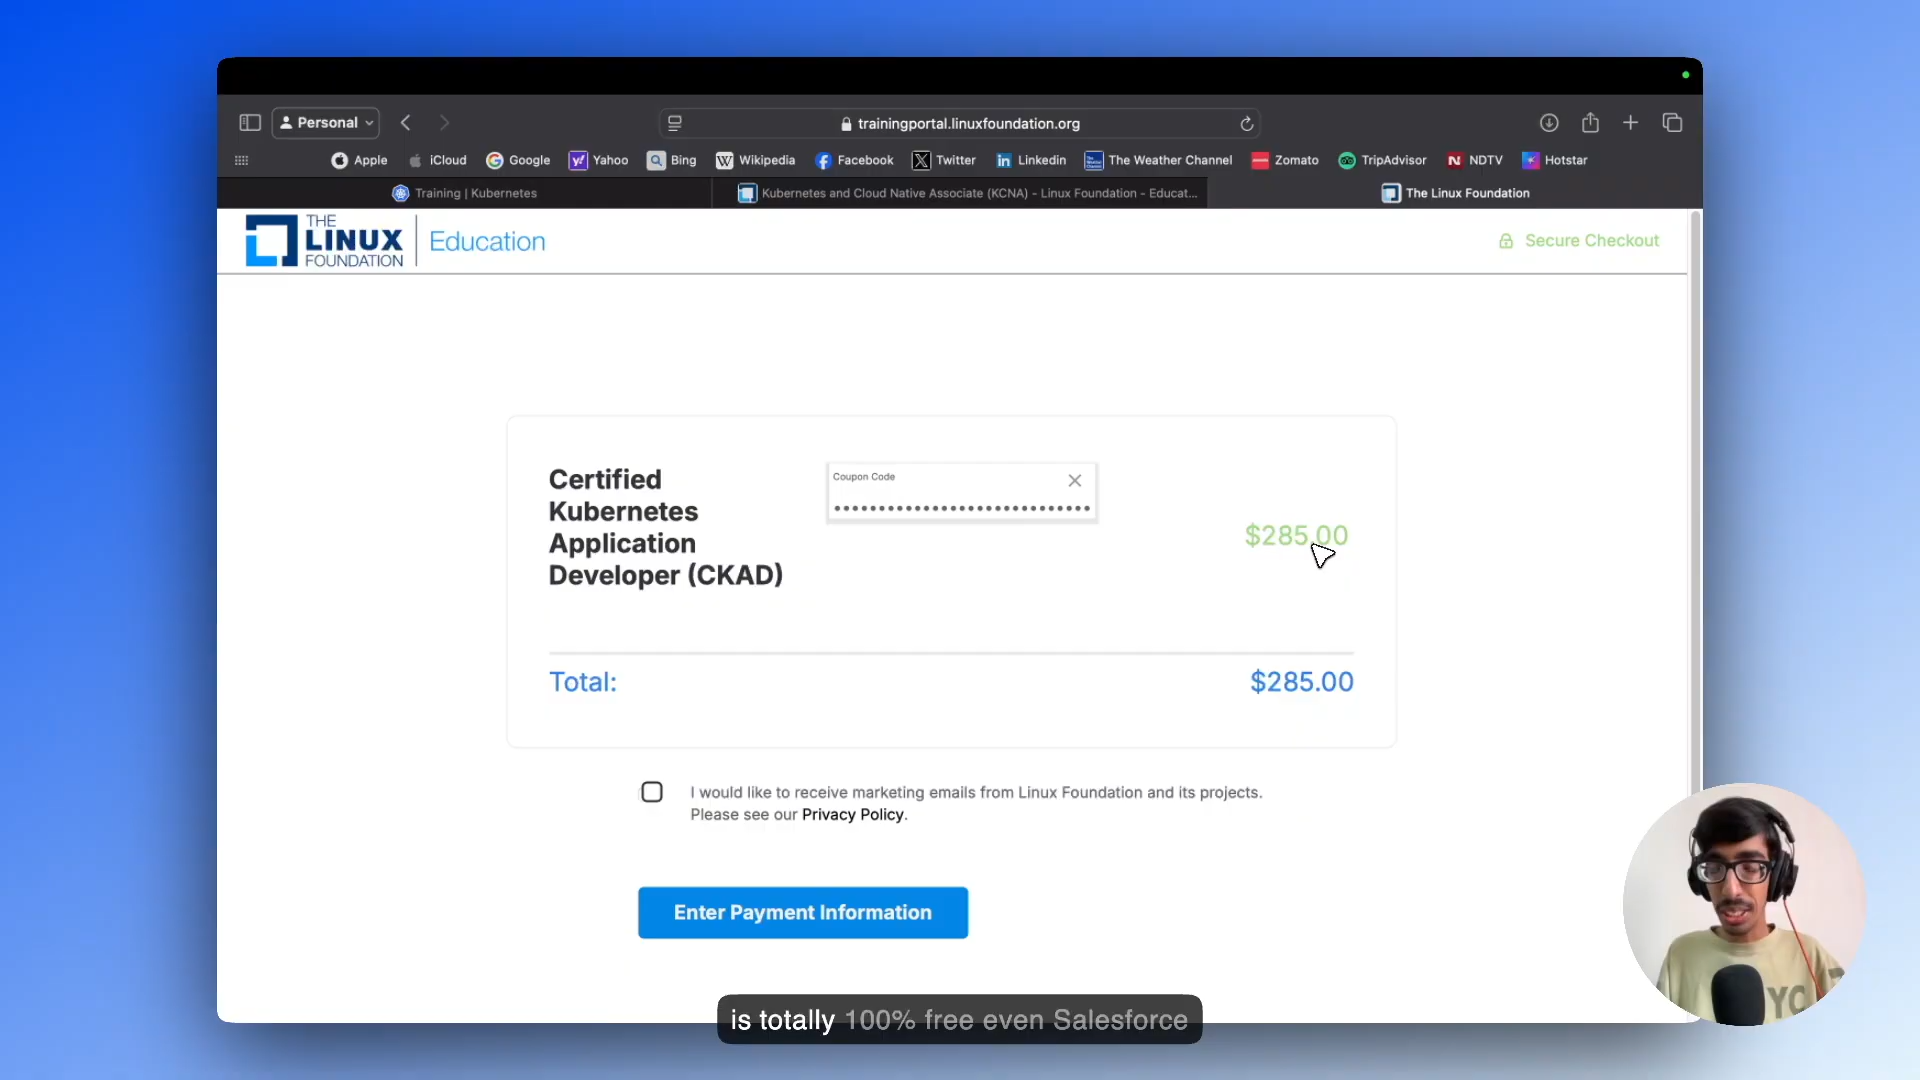 Personal
trainingportal.linuxfoundation.org
Apple
iCloud
Google
Yahoo
Bing
Wikipedia
Facebook
Twitter
Linkedin
The Weather Channel
Zomato
TripAdvisor
NDTV
Hotstar
Training | Kubernetes
Kubernetes and Cloud Native Associate (KCNA) - Linux Foundation - Educat...
The Linux Foundation
THE
LINUX
FOUNDATION
Education
Secure Checkout
Certified
Kubernetes
Application
Developer (CKAD)
Coupon Code
$285.00
Total:
$285.00
I would like to receive marketing emails from Linux Foundation and its projects.
Please see our Privacy Policy.
Enter Payment Information
is totally 100% free even Salesforce